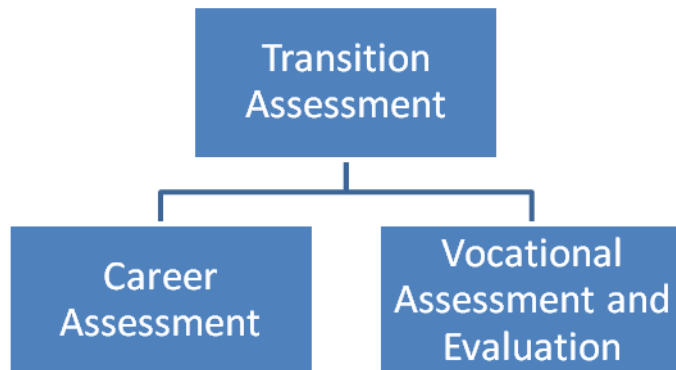 Transition
Assessment
Career
Assessment
Vocational
Assessment and
Evaluation